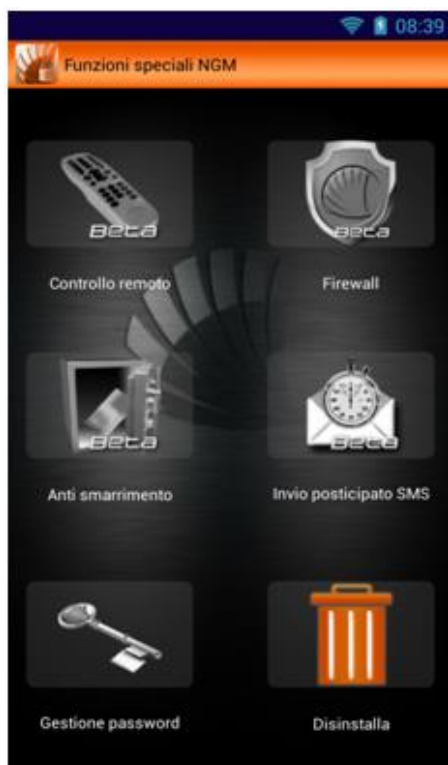 08:39
Funzioni speciali NGM
Beta
Beta
Controllo remoto
Firewall
Beta
Beta
Anti smarrimento
Invio posticipato SMS
Gestione password
Disinstalla